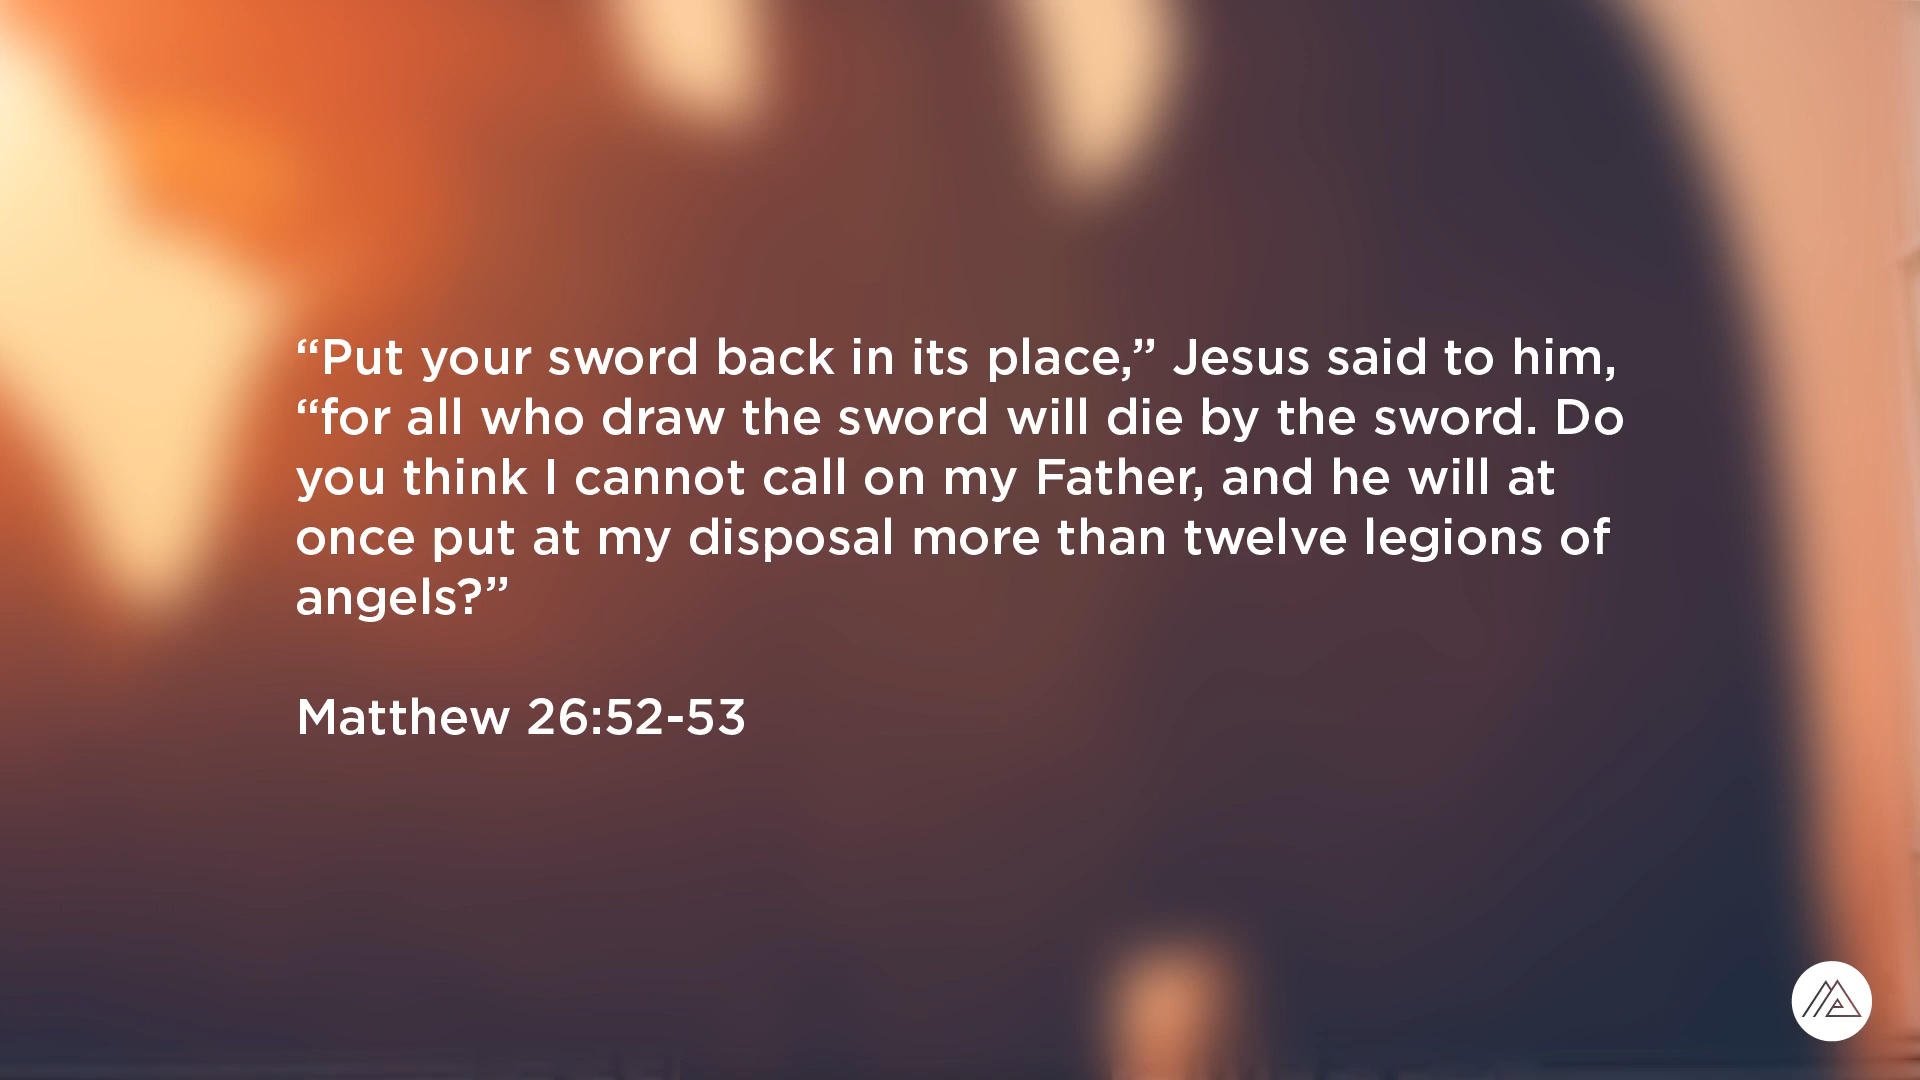 “Put your sword back in its place,” Jesus said to him,
“for all who draw the sword will die by the sword. Do
you think I cannot call on my Father, and he will at
once put at my disposal more than twelve legions of
angels?”
Matthew 26:52-53